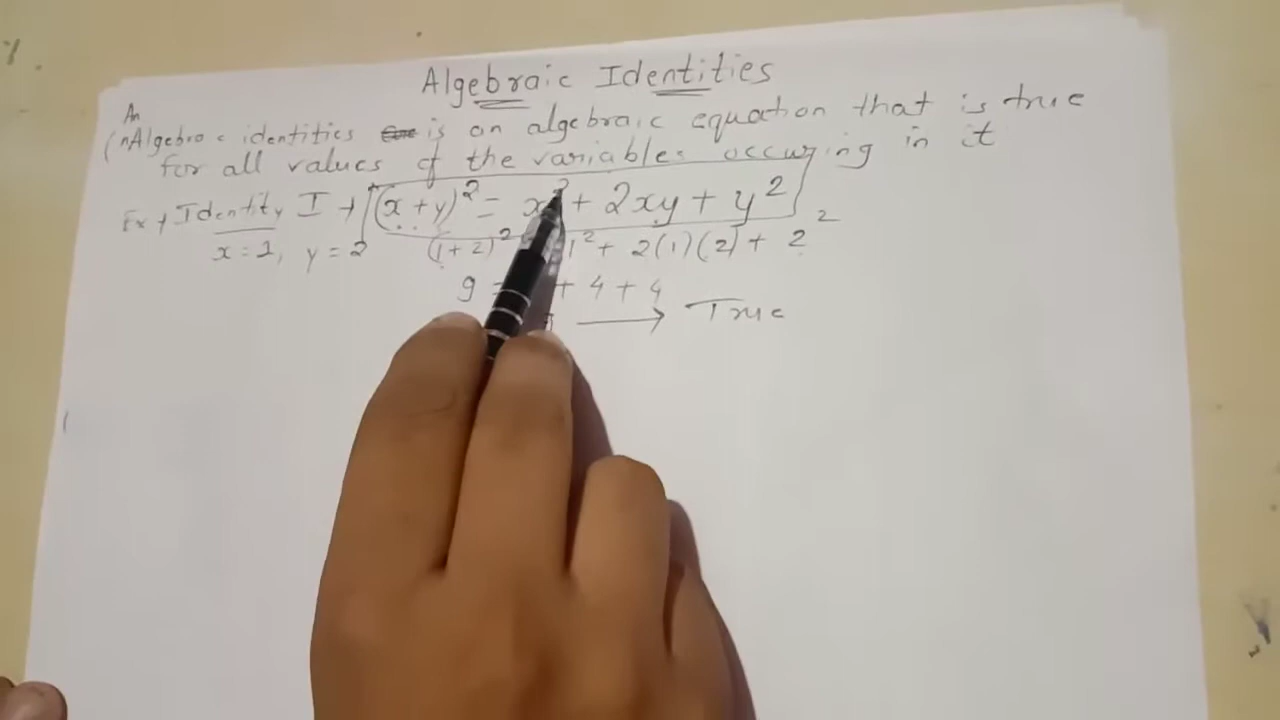 Algebraic Identities
An
(Algebraic identities is an algebraic equation that is true
for all values of the variables occuring in it
Ex → Identity I → (x + y)² = x² + 2xy + y²
x = 1, y = 2 (1 + 2)² 1² + 2(1)(2) + 2²
9 = + 4 + 4
→ True